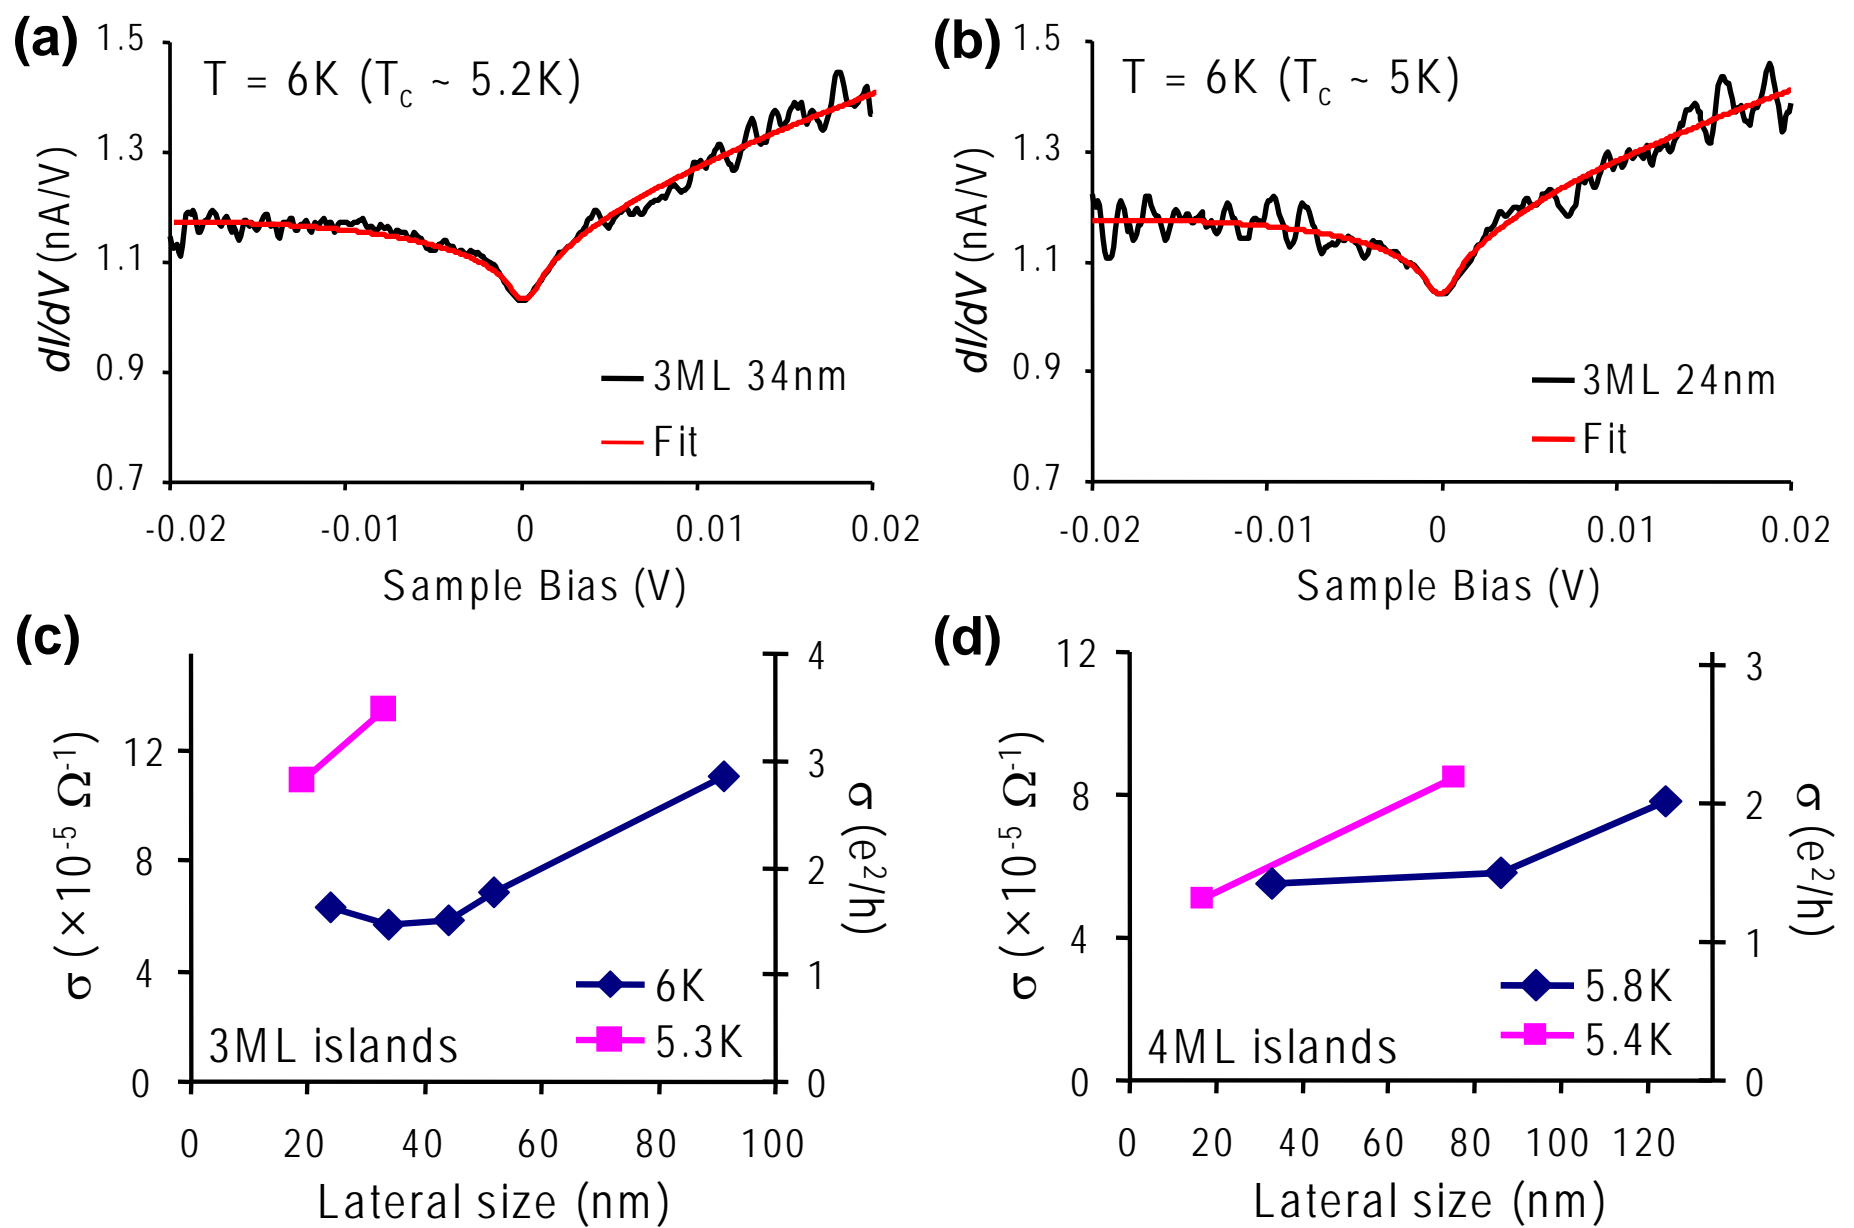 (a)
1.5
1.3
1.1
0.9
0.7
dI/dV (nA/V)
T = 6K (Tc ~ 5.2K)
3ML 34nm
Fit
-0.02 -0.01 0 0.01 0.02
Sample Bias (V)
(b)
1.5
1.3
1.1
0.9
0.7
dI/dV (nA/V)
T = 6K (Tc ~ 5K)
3ML 24nm
Fit
-0.02 -0.01 0 0.01 0.02
Sample Bias (V)
(c)
12
8
4
0
σ (×10⁻⁵ Ω⁻¹)
4
3
2
1
0
σ (e²/h)
6K
5.3K
3ML islands
0 20 40 60 80 100
Lateral size (nm)
(d)
12
8
4
0
σ (×10⁻⁵ Ω⁻¹)
3
2
1
0
σ (e²/h)
5.8K
5.4K
4ML islands
0 20 40 60 80 100 120
Lateral size (nm)